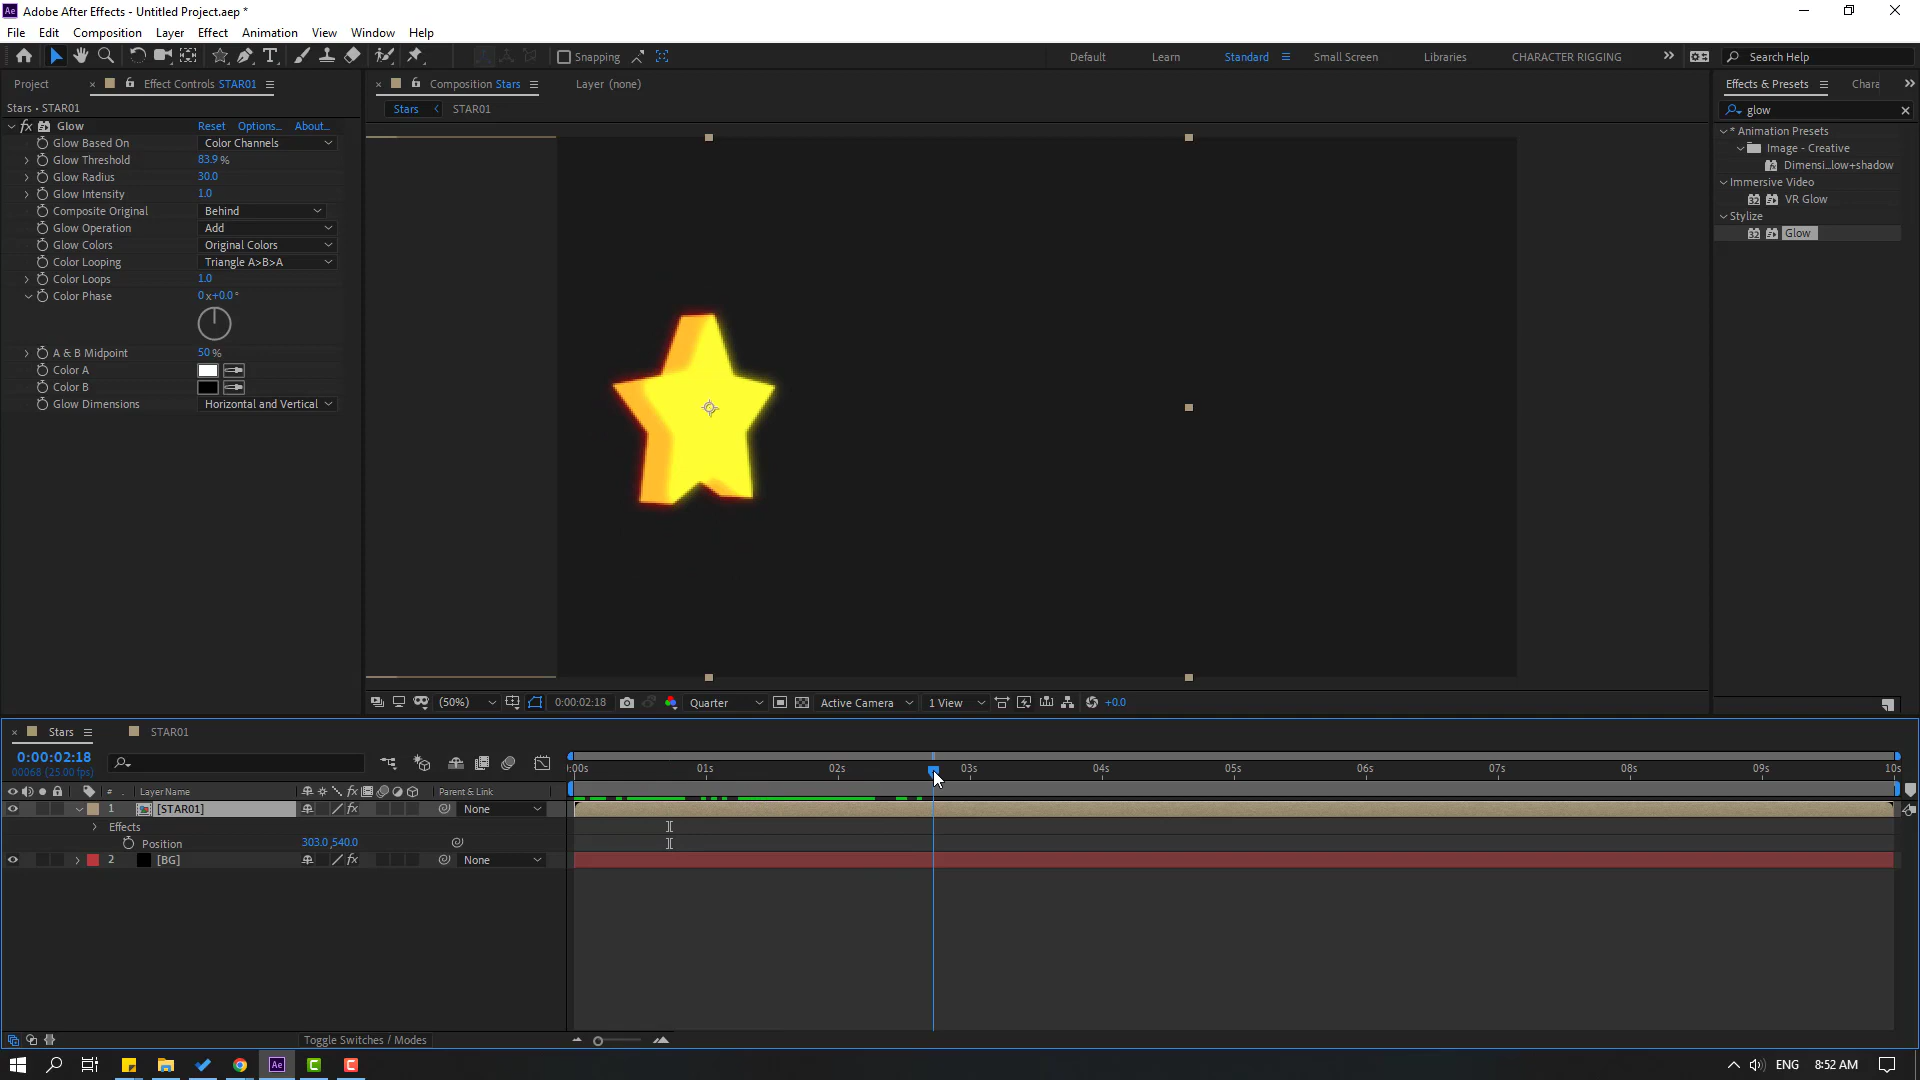 Adobe After Effects - Untitled Project.aep *
File Edit Composition Layer Effect Animation View Window Help
Snapping
Default Learn Standard Small Screen Libraries CHARACTER RIGGING Search Help
Project Effect Controls STAR01
Composition Stars Layer (none)
Effects & Presets Chara
Stars • STAR01
Stars STAR01
glow
Glow Reset Options... About...
Glow Based On Color Channels
Glow Threshold 83.9 %
Glow Radius 30.0
Glow Intensity 1.0
Composite Original Behind
Glow Operation Add
Glow Colors Original Colors
Color Looping Triangle A>B>A
Color Loops 1.0
Color Phase 0 x+0.0 °
A & B Midpoint 50 %
Color A
Color B
Glow Dimensions Horizontal and Vertical
* Animation Presets
Image - Creative
Dimensi...low+shadow
Immersive Video
VR Glow
Stylize
Glow
(50%) 0:00:02:18 Quarter Active Camera 1 View +0.0
Stars STAR01
0:00:02:18
00068 (25.00 fps)
:00s 01s 02s 03s 04s 05s 06s 07s 08s 09s 10s
# . Layer Name fx Parent & Link
1 [STAR01] fx None
Effects
Position 303.0,540.0
2 [BG] fx None
Toggle Switches / Modes
Ae
ENG 8:52 AM